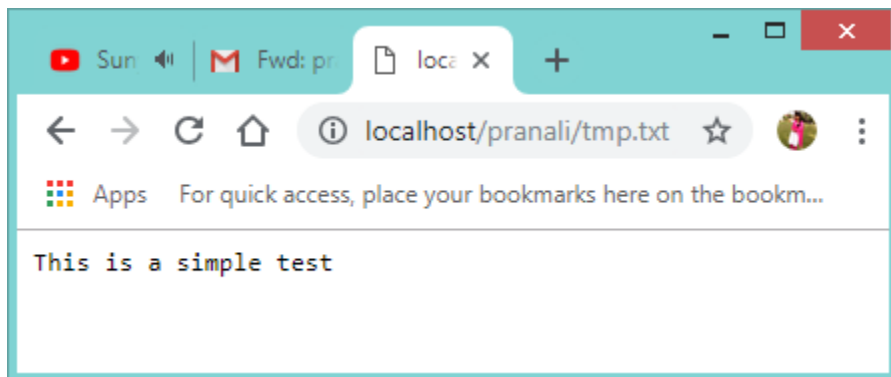 Sun
Fwd: pr
loca
localhost/pranali/tmp.txt
Apps For quick access, place your bookmarks here on the bookm...
This is a simple test